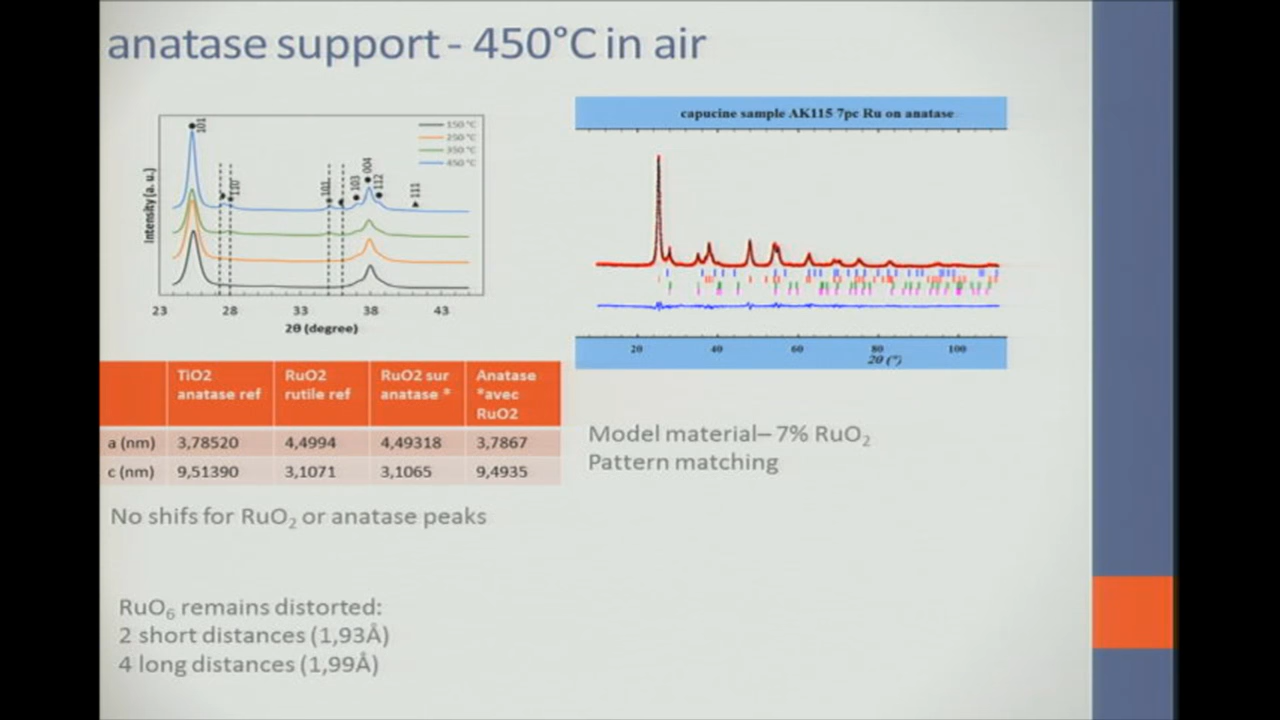 anatase support - 450°C in air
101
110
101
103
004
112
111
150 °C
250 °C
350 °C
450 °C
Intensity (a. u.)
23 28 33 38 43
2θ (degree)
capucine sample AK115 7pc Ru on anatase
20 40 60 80 100
2θ (°)
TiO2 anatase ref
RuO2 rutile ref
RuO2 sur anatase *
Anatase *avec RuO2
a (nm) 3,78520 4,4994 4,49318 3,7867
c (nm) 9,51390 3,1071 3,1065 9,4935
Model material– 7% RuO₂
Pattern matching
No shifs for RuO₂ or anatase peaks
RuO₆ remains distorted:
2 short distances (1,93Å)
4 long distances (1,99Å)